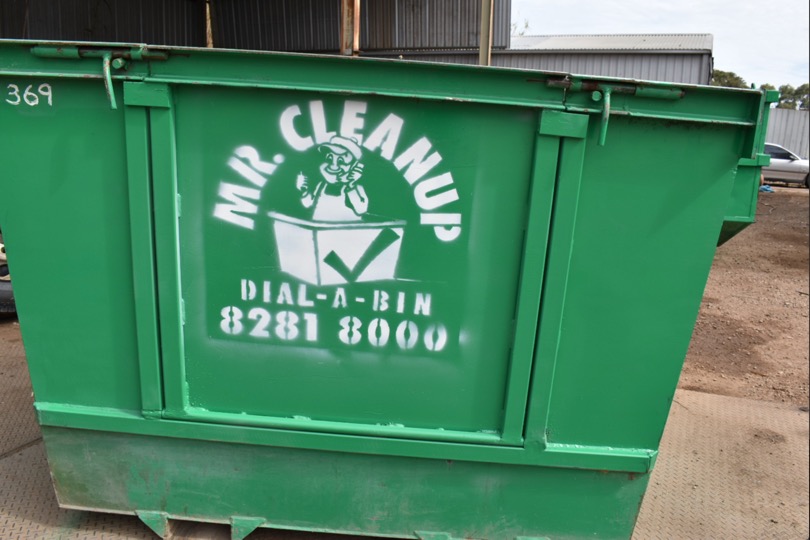 369
MR. CLEANUP
DIAL-A-BIN
8281 8000